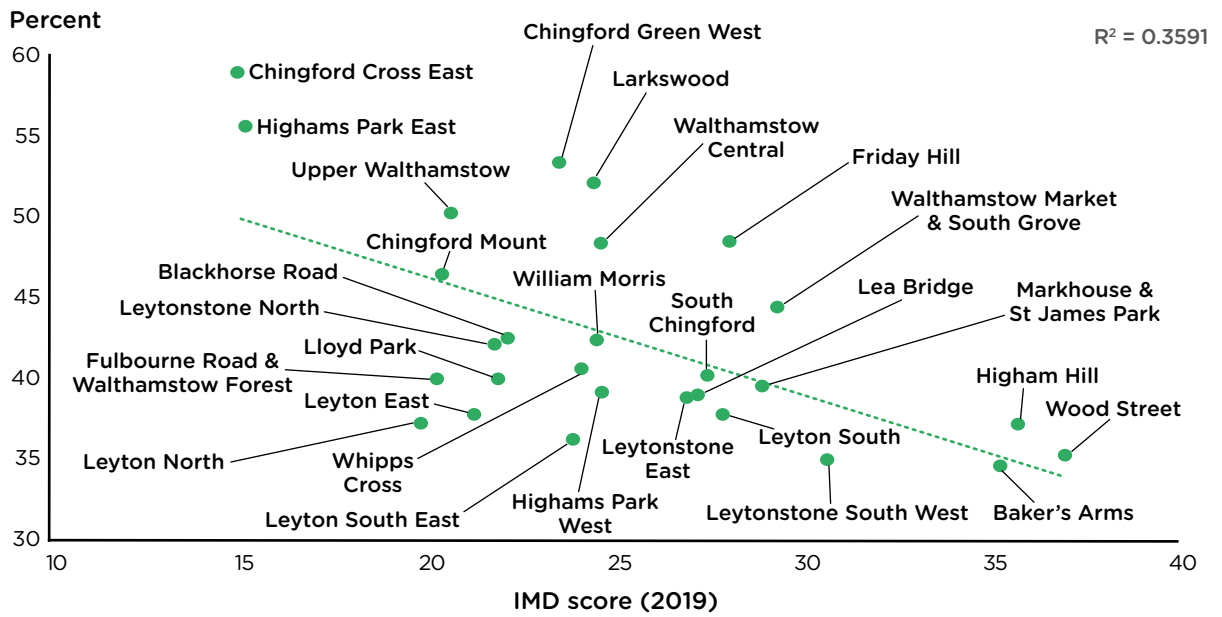 Percent
R² = 0.3591
60
55
50
45
40
35
30
Chingford Green West
Chingford Cross East
Larkswood
Highams Park East
Walthamstow
Central
Friday Hill
Upper Walthamstow
Walthamstow Market
& South Grove
Chingford Mount
Blackhorse Road
William Morris
Lea Bridge
Leytonstone North
South
Chingford
Markhouse &
St James Park
Lloyd Park
Fulbourne Road &
Walthamstow Forest
Higham Hill
Leyton East
Wood Street
Leyton North
Whipps
Cross
Leytonstone
East
Leyton South
Leyton South East
Highams Park
West
Leytonstone South West
Baker's Arms
10
15
20
25
30
35
40
IMD score (2019)